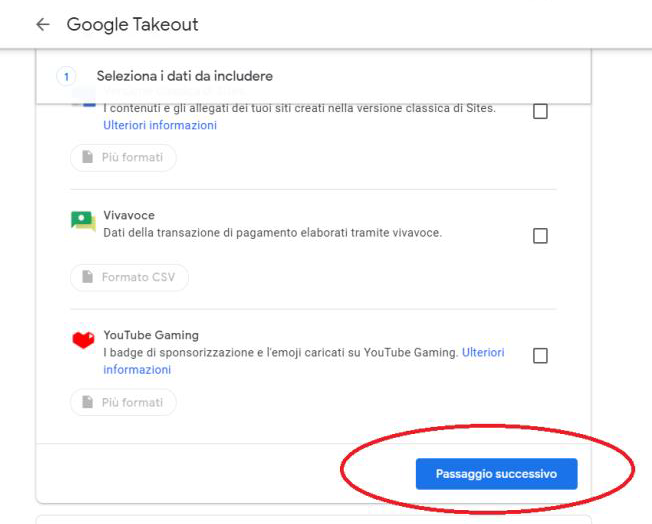 Google Takeout
1 Seleziona i dati da includere
I contenuti e gli allegati dei tuoi siti creati nella versione classica di Sites.
Ulteriori informazioni
Più formati
Vivavoce
Dati della transazione di pagamento elaborati tramite vivavoce.
Formato CSV
YouTube Gaming
I badge di sponsorizzazione e l'emoji caricati su YouTube Gaming. Ulteriori
informazioni
Più formati
Passaggio successivo